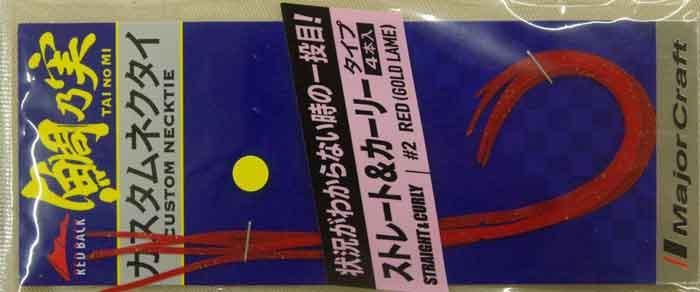 鯛乃実
TAI NO MI
RED BACK
カスタムネクタイ
CUSTOM NECKTIE
状況がわからない時の一投目!
ストレート&カーリータイプ
4本入
STRAIGHT & CURLY / #2 RED (GOLD LAME)
Major Craft